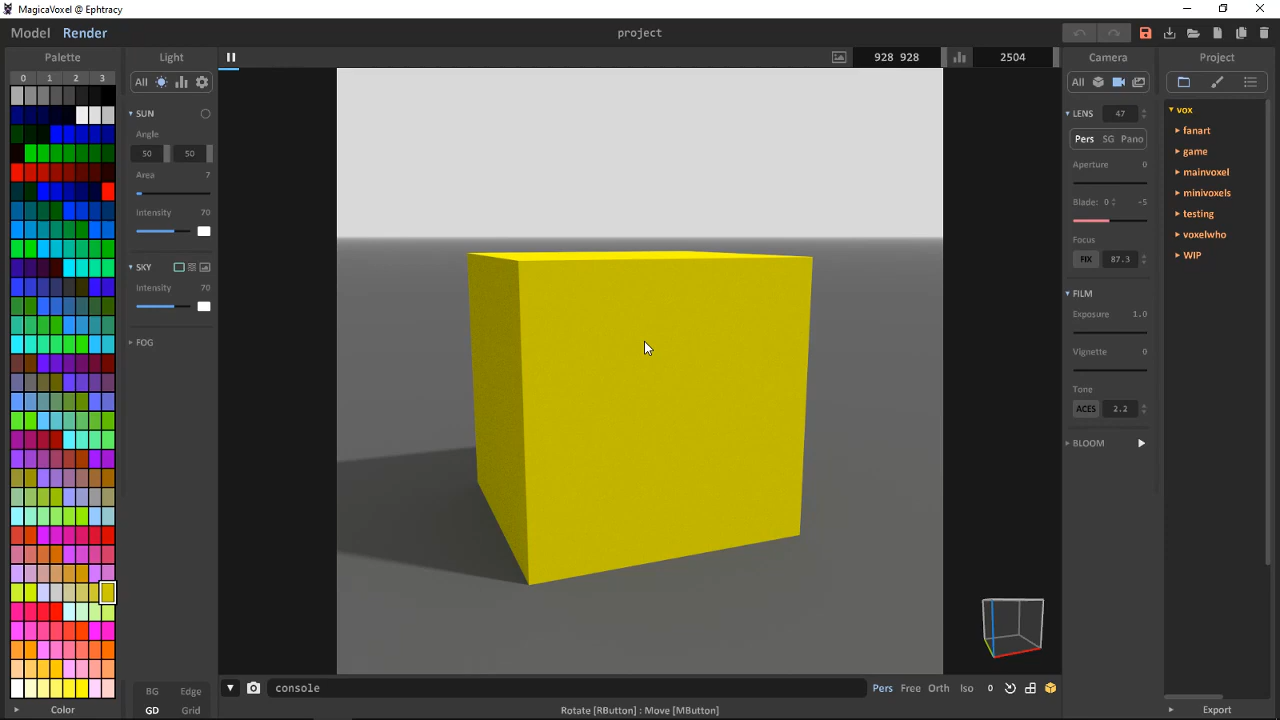 MagicaVoxel @ Ephtracy
Model Render
project
Palette
Light
928 928
2504
Camera
Project
0 1 2 3
All
All
SUN
Angle
50 50
Area 7
Intensity 70
SKY
Intensity 70
FOG
LENS 47
Pers SG Pano
Aperture 0
Blade: 0 -5
Focus
FIX 87.3
FILM
Exposure 1.0
Vignette 0
Tone
ACES 2.2
BLOOM
vox
fanart
game
mainvoxel
minivoxels
testing
voxelwho
WIP
BG Edge
GD Grid
Color
console
Pers Free Orth Iso 0
Rotate [RButton] : Move [MButton]
Export